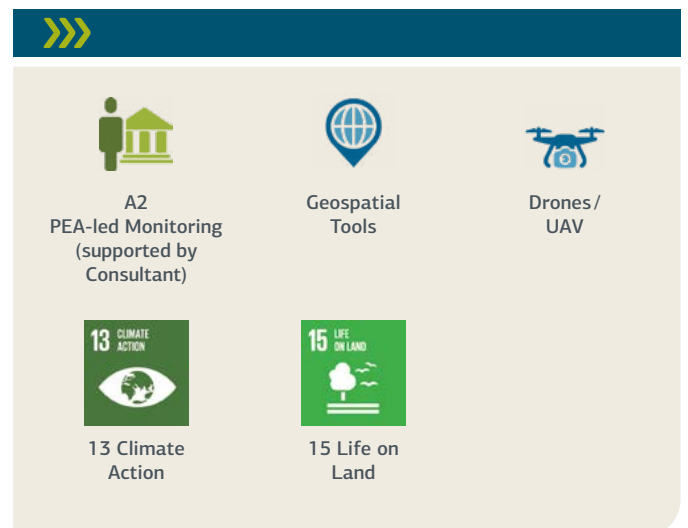 A2
PEA-led Monitoring
(supported by
Consultant)
Geospatial
Tools
Drones/
UAV
13 CLIMATE
ACTION
15 LIFE
ON LAND
13 Climate
Action
15 Life on
Land